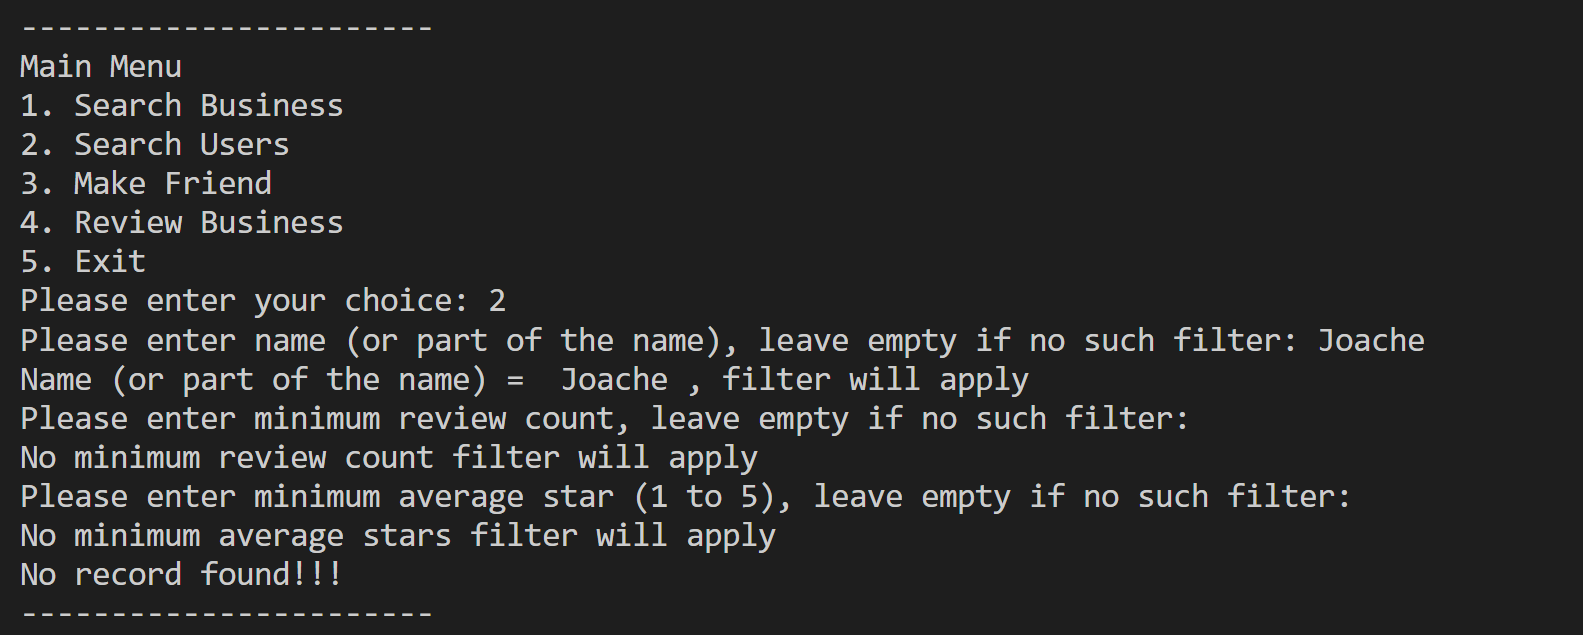 -----------------------
Main Menu
1. Search Business
2. Search Users
3. Make Friend
4. Review Business
5. Exit
Please enter your choice: 2
Please enter name (or part of the name), leave empty if no such filter: Joache
Name (or part of the name) =  Joache , filter will apply
Please enter minimum review count, leave empty if no such filter:
No minimum review count filter will apply
Please enter minimum average star (1 to 5), leave empty if no such filter:
No minimum average stars filter will apply
No record found!!!
-----------------------